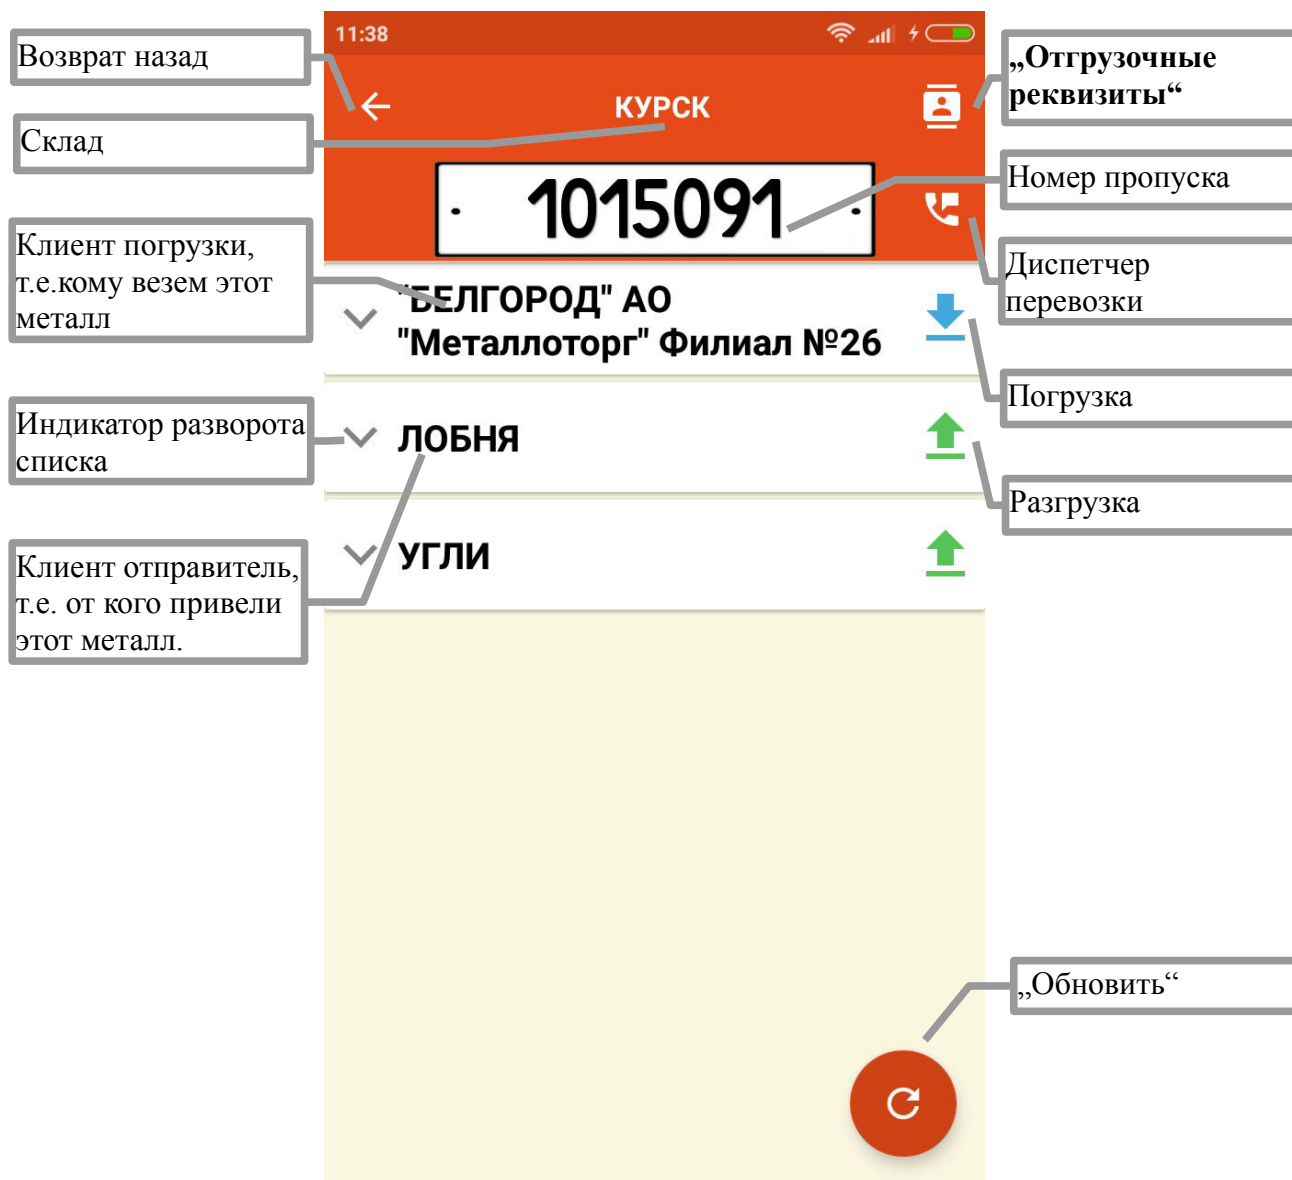 11:38
Возврат назад
„Отгрузочные
реквизиты“
КУРСК
Склад
Номер пропуска
1015091
Клиент погрузки,
т.е.кому везем этот
металл
Диспетчер
перевозки
"БЕЛГОРОД" АО
"Металлоторг" Филиал №26
Погрузка
Индикатор разворота
списка
ЛОБНЯ
Разгрузка
Клиент отправитель,
т.е. от кого привели
этот металл.
УГЛИ
„Обновить“